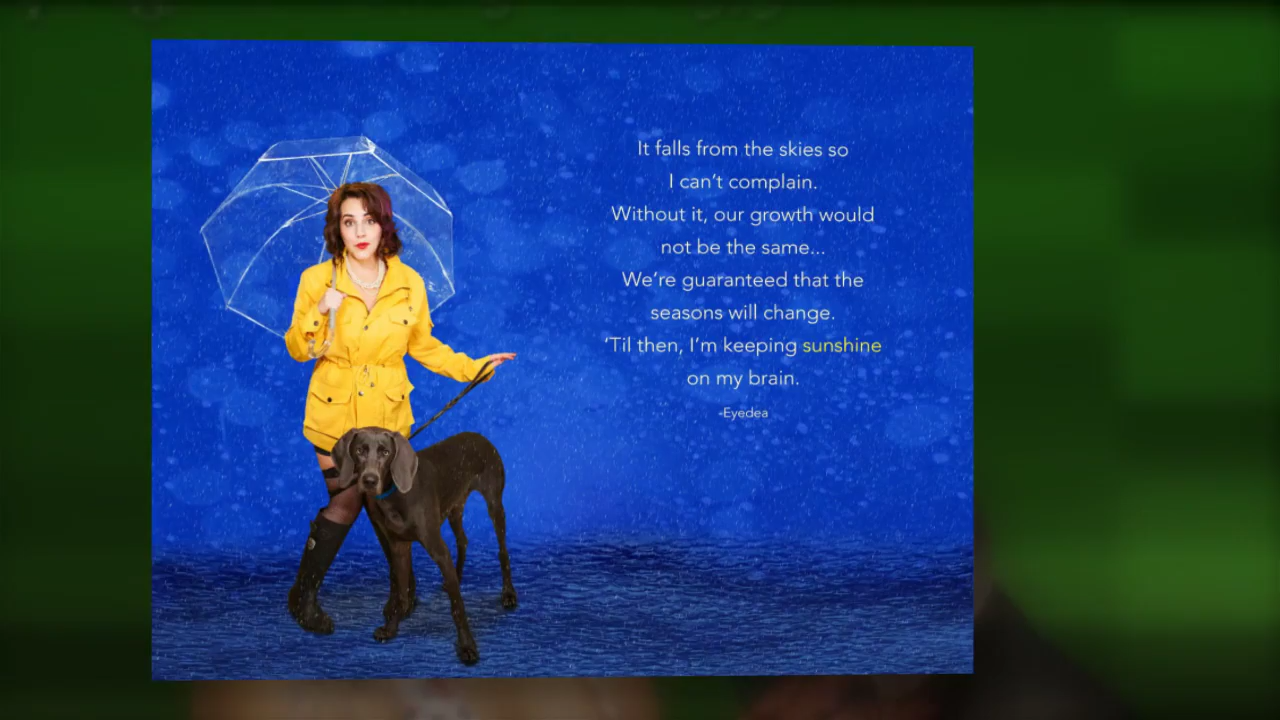 It falls from the skies so
I can't complain.
Without it, our growth would
not be the same...
We're guaranteed that the
seasons will change.
'Til then, I'm keeping sunshine
on my brain.
-Eyedea